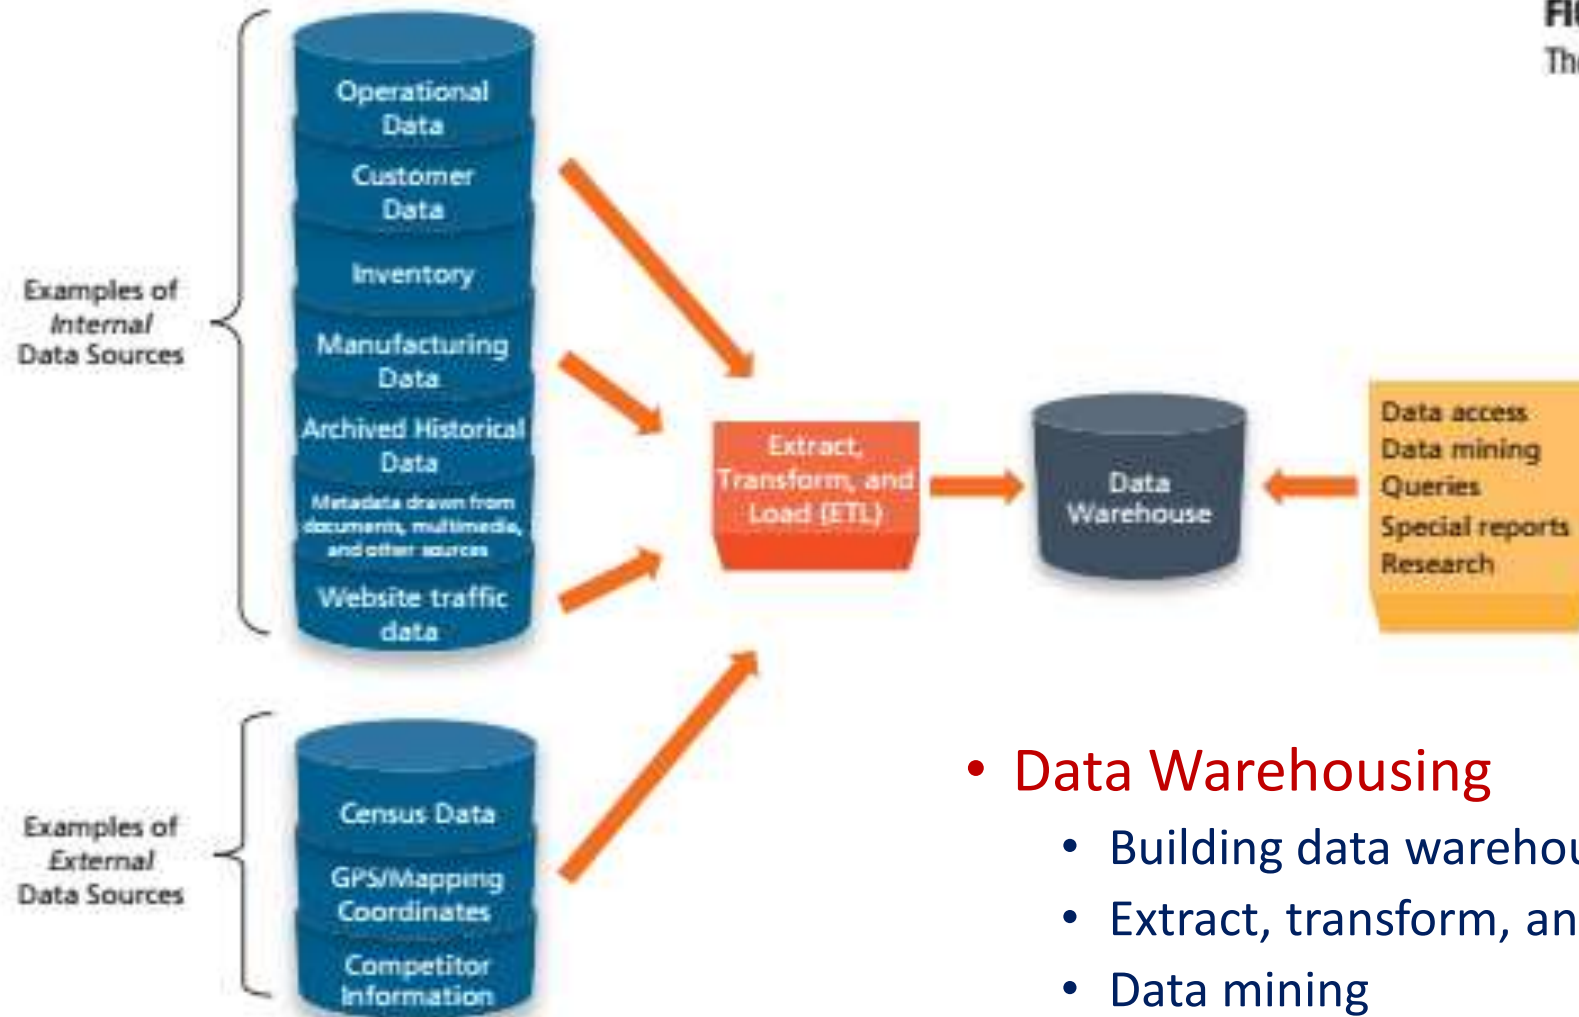 Operational
Data
Customer
Data
Inventory
Manufacturing
Data
Archived Historical
Data
Metadata drawn from
documents, multimedia,
and other sources
Website traffic
data
Examples of
Internal
Data Sources
Census Data
GPS/Mapping
Coordinates
Competitor
Information
Examples of
External
Data Sources
Extract,
Transform, and
Load (ETL)
Data
Warehouse
Data access
Data mining
Queries
Special reports
Research
• Data Warehousing
• Building data warehou
• Extract, transform, an
• Data mining